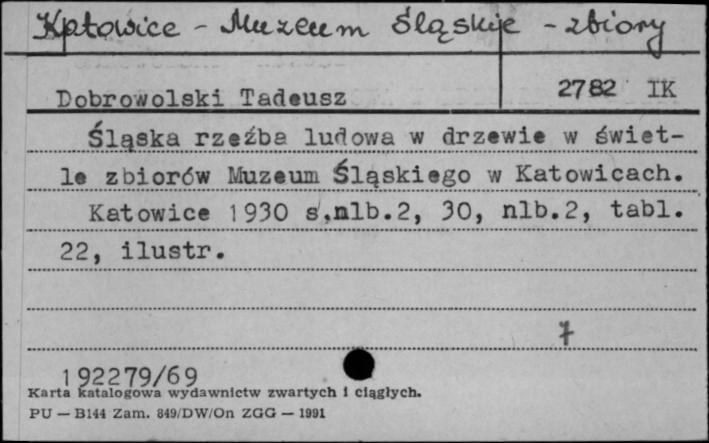 Katowice - Muzeum Śląskie - zbiory
Dobrowolski Tadeusz 2782 IK
Śląska rzeźba ludowa w drzewie w świet-
le zbiorów Muzeum Śląskiego w Katowicach.
Katowice 1930 s,nlb.2, 30, nlb.2, tabl.
22, ilustr.
7
192279/69
Karta katalogowa wydawnictw zwartych i ciągłych.
PU — B144 Zam. 849/DW/On ZGG — 1991